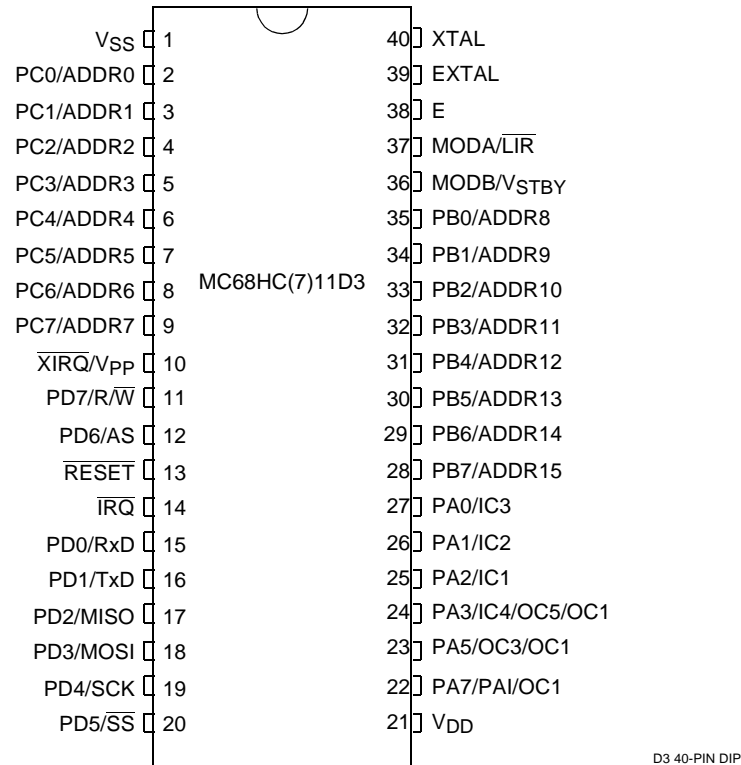 VSS 1 40 XTAL
PC0/ADDR0 2 39 EXTAL
PC1/ADDR1 3 38 E
PC2/ADDR2 4 37 MODA/L̅I̅R̅
PC3/ADDR3 5 36 MODB/VSTBY
PC4/ADDR4 6 35 PB0/ADDR8
PC5/ADDR5 7 34 PB1/ADDR9
MC68HC(7)11D3
PC6/ADDR6 8 33 PB2/ADDR10
PC7/ADDR7 9 32 PB3/ADDR11
X̅I̅R̅Q̅/VPP 10 31 PB4/ADDR12
PD7/R/W̅ 11 30 PB5/ADDR13
PD6/AS 12 29 PB6/ADDR14
R̅E̅S̅E̅T̅ 13 28 PB7/ADDR15
I̅R̅Q̅ 14 27 PA0/IC3
PD0/RxD 15 26 PA1/IC2
PD1/TxD 16 25 PA2/IC1
PD2/MISO 17 24 PA3/IC4/OC5/OC1
PD3/MOSI 18 23 PA5/OC3/OC1
PD4/SCK 19 22 PA7/PAI/OC1
PD5/S̅S̅ 20 21 VDD
D3 40-PIN DIP